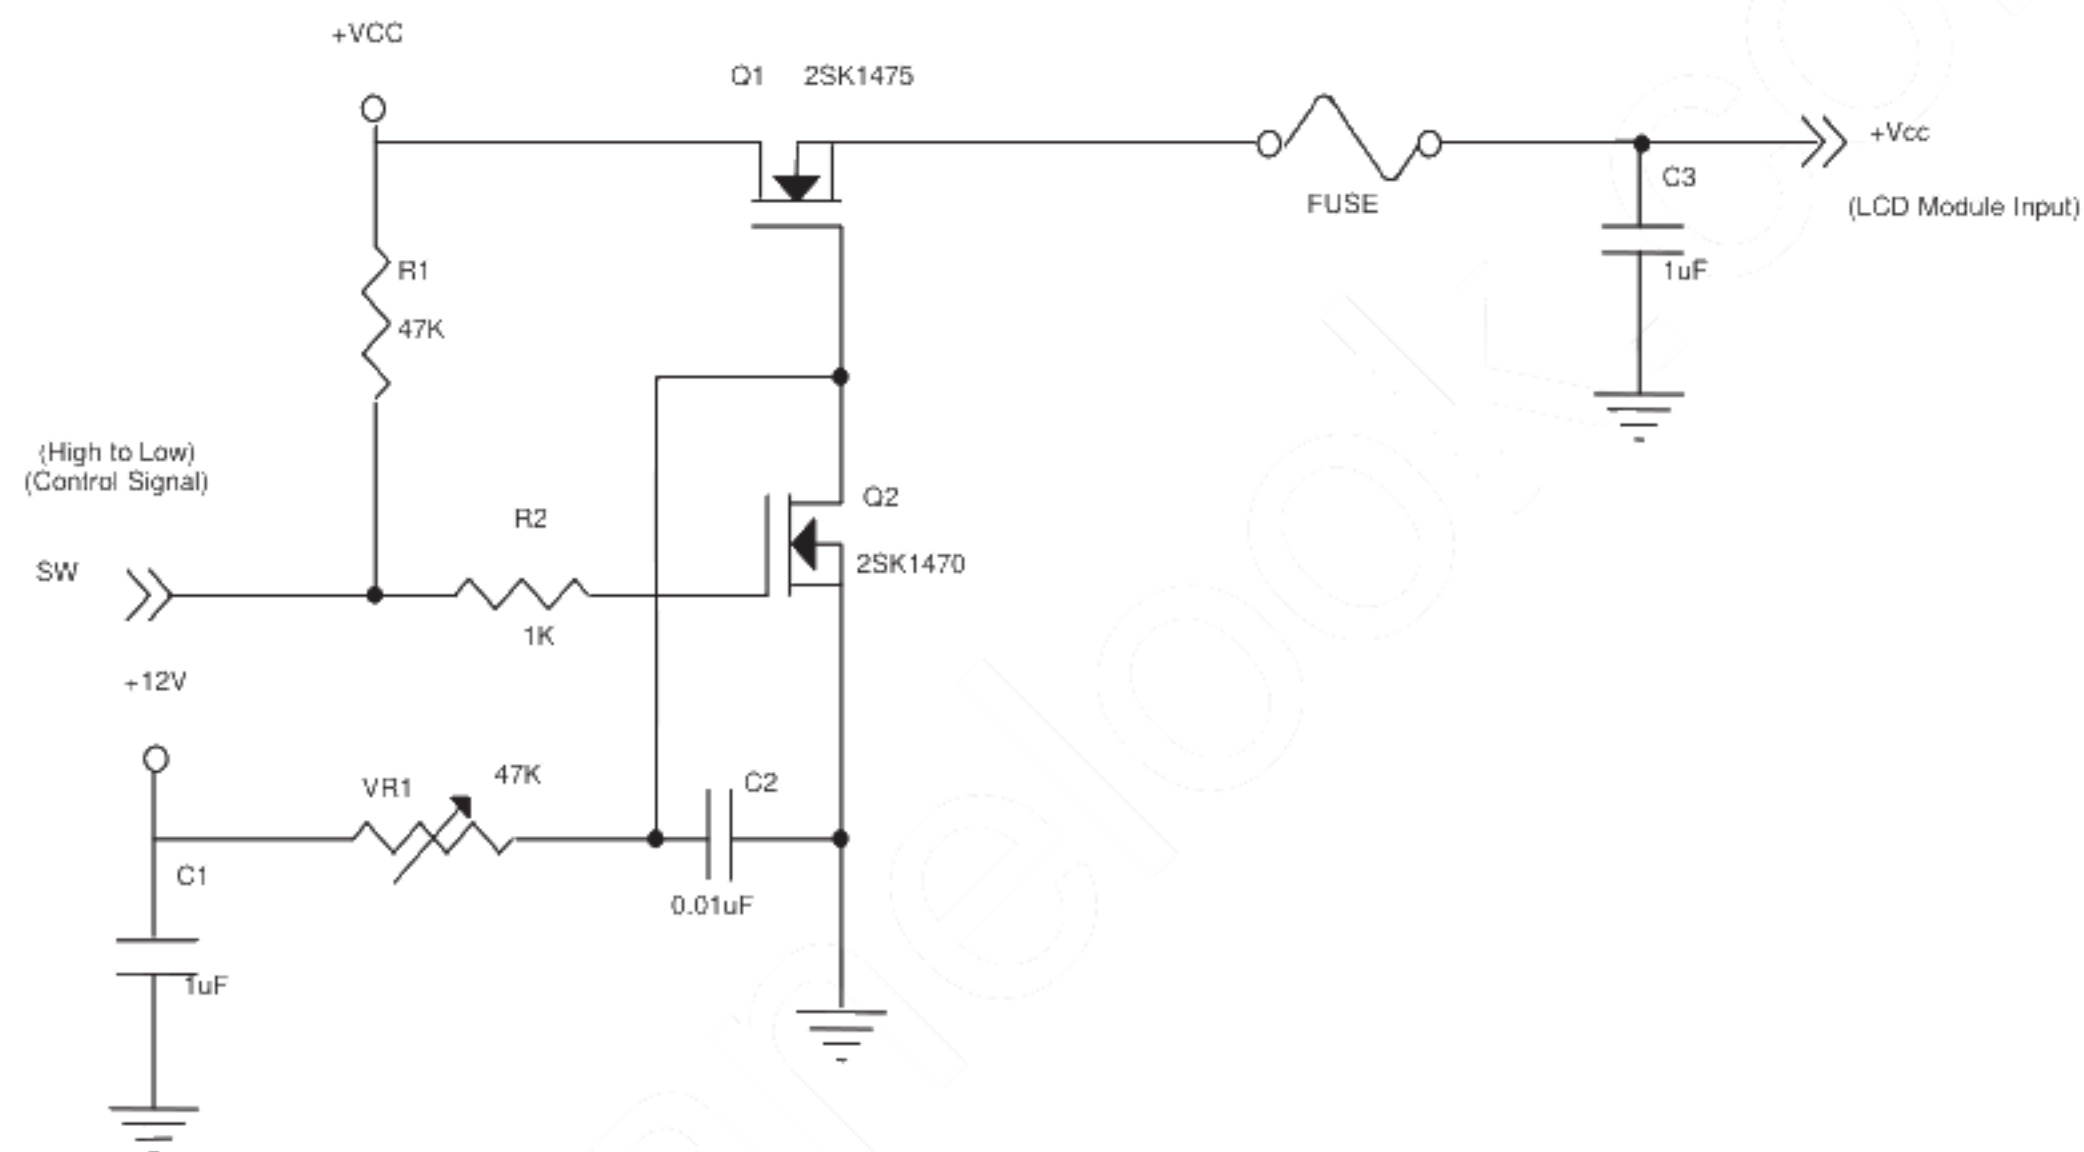 +VCC
Q1 2SK1475
+Vcc
C3
(LCD Module Input)
FUSE
R1
1uF
47K
(High to Low)
(Control Signal)
Q2
R2
2SK1470
SW
1K
+12V
47K
VR1
C2
C1
0.01uF
1uF